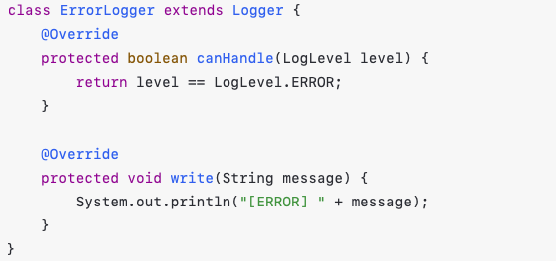 class ErrorLogger extends Logger {
    @Override
    protected boolean canHandle(LogLevel level) {
        return level == LogLevel.ERROR;
    }

    @Override
    protected void write(String message) {
        System.out.println("[ERROR] " + message);
    }
}